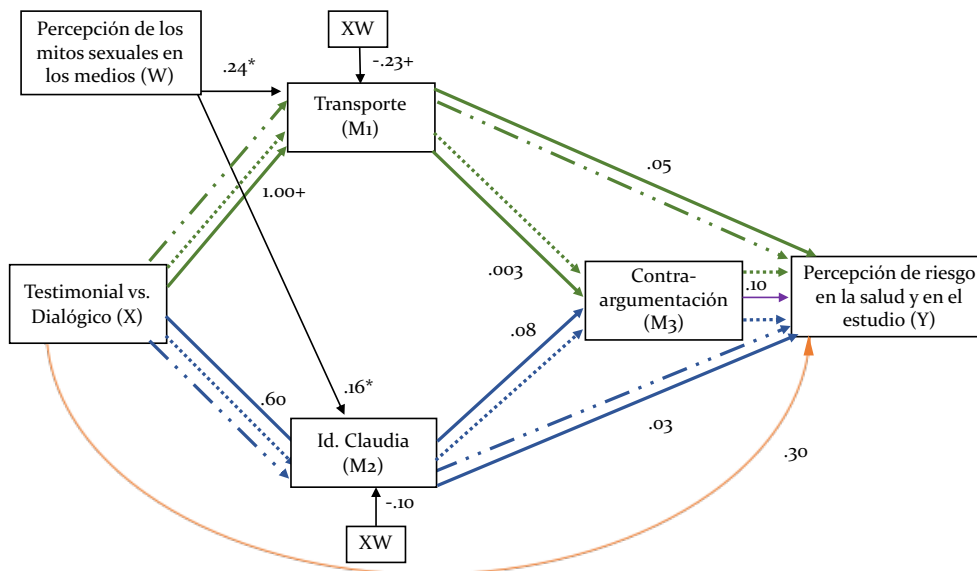 Percepción de los
mitos sexuales en
los medios (W)
XW
.24*
-.23+
Transporte
(M1)
1.00+
.05
.003
Testimonial vs.
Dialógico (X)
Contra-
argumentación
(M3)
.10
Percepción de riesgo
en la salud y en el
estudio (Y)
.08
.60
.16*
Id. Claudia
(M2)
.03
.30
-.10
XW